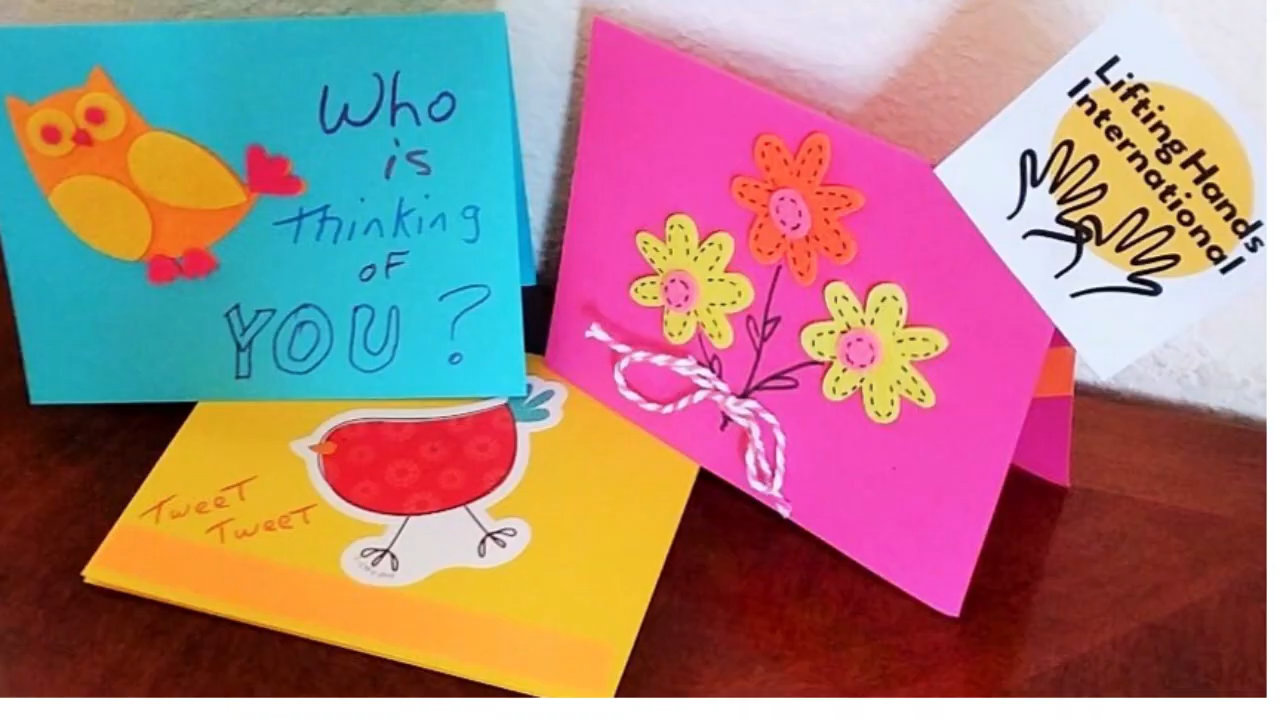 Who
is
thinking
of
YOU?
Tweet
Tweet
Lifting Hands
International